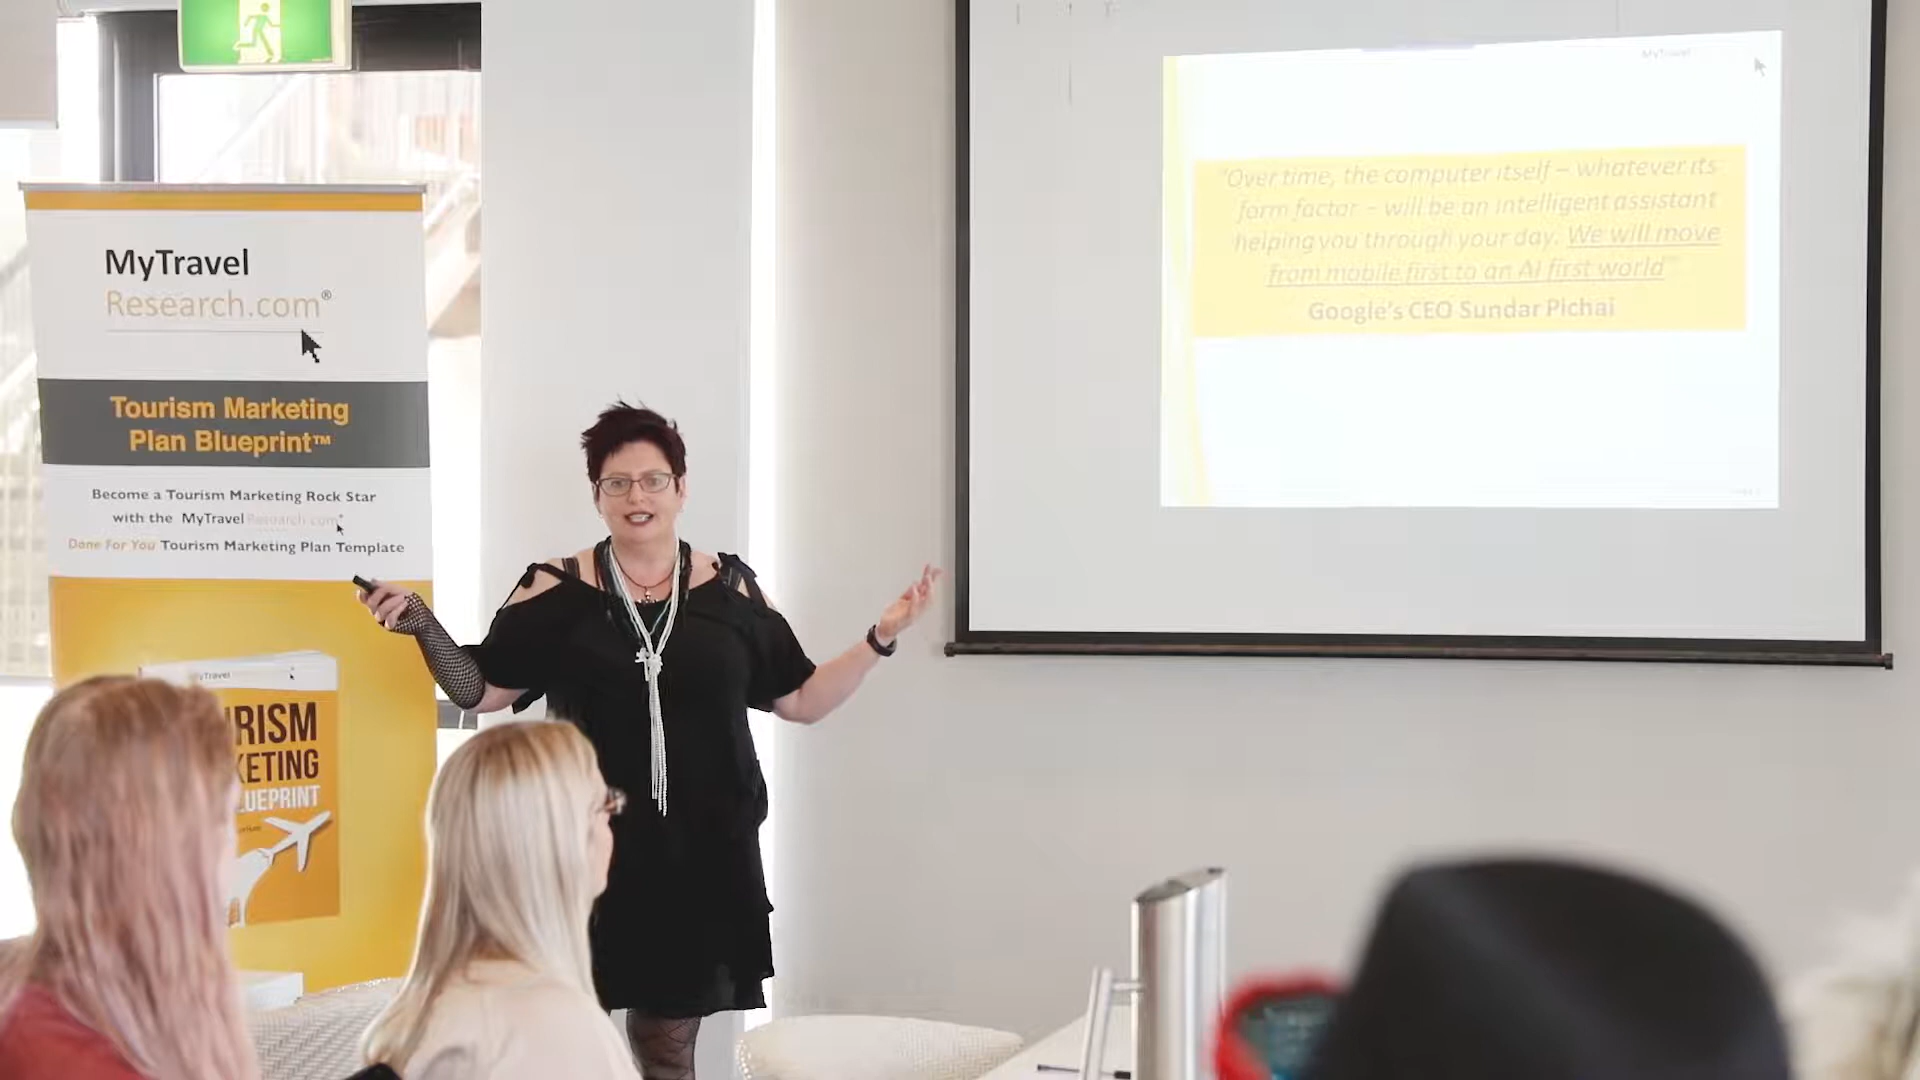 MyTravel
Research.com®
Tourism Marketing
Plan Blueprint™
Become a Tourism Marketing Rock Star
with the MyTravel Research.com®
Done For You Tourism Marketing Plan Template
yTravel
RISM
KETING
LUEPRINT
MyTravel
“Over time, the computer itself – whatever its
form factor – will be an intelligent assistant
helping you through your day. We will move
from mobile first to an AI first world”
Google's CEO Sundar Pichai